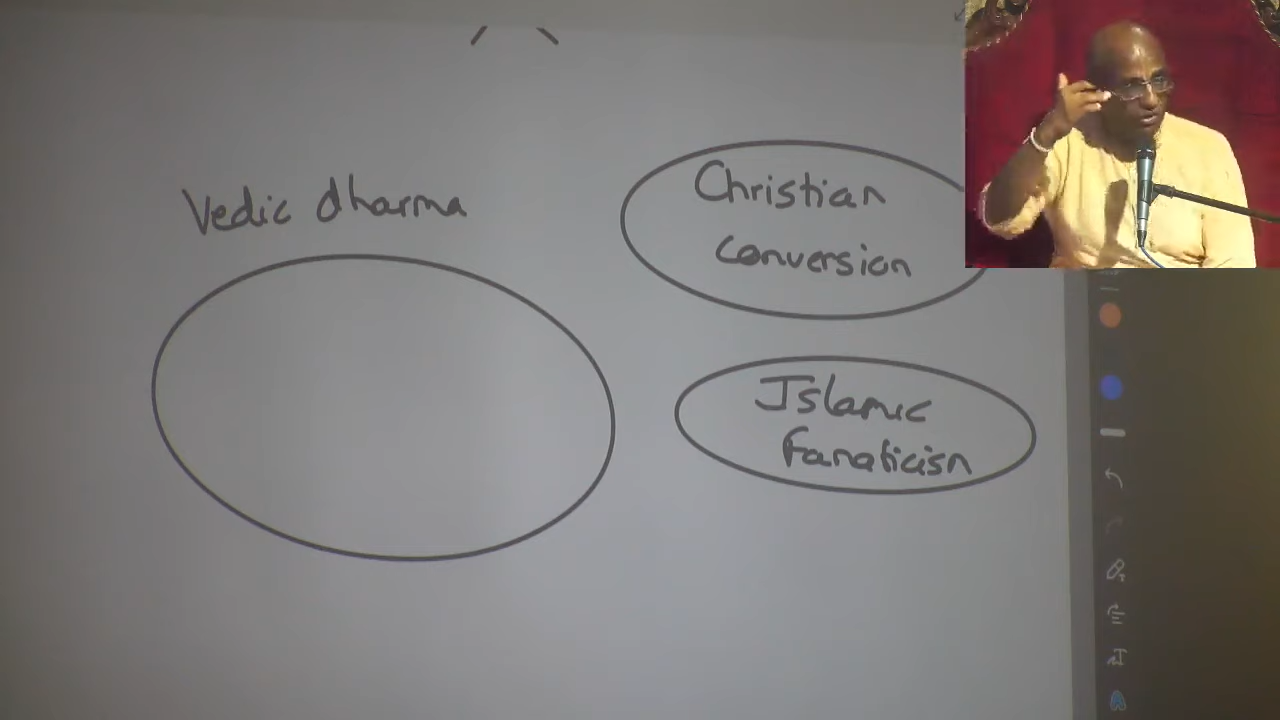 Vedic dharma
Christian
conversion
Islamic
fanaticism